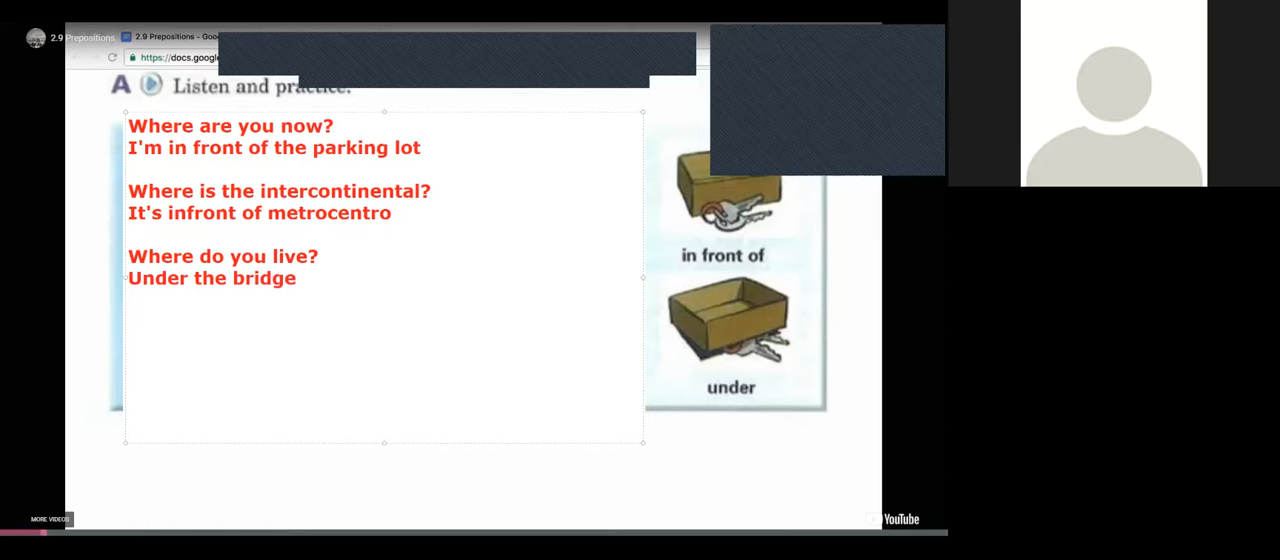 2.9 Prepositions
2.9 Prepositions - Goo
https://docs.googl
A Listen and practice.
Where are you now?
I'm in front of the parking lot
Where is the intercontinental?
It's infront of metrocentro
Where do you live?
Under the bridge
in front of
under
MORE VIDEOS
YouTube